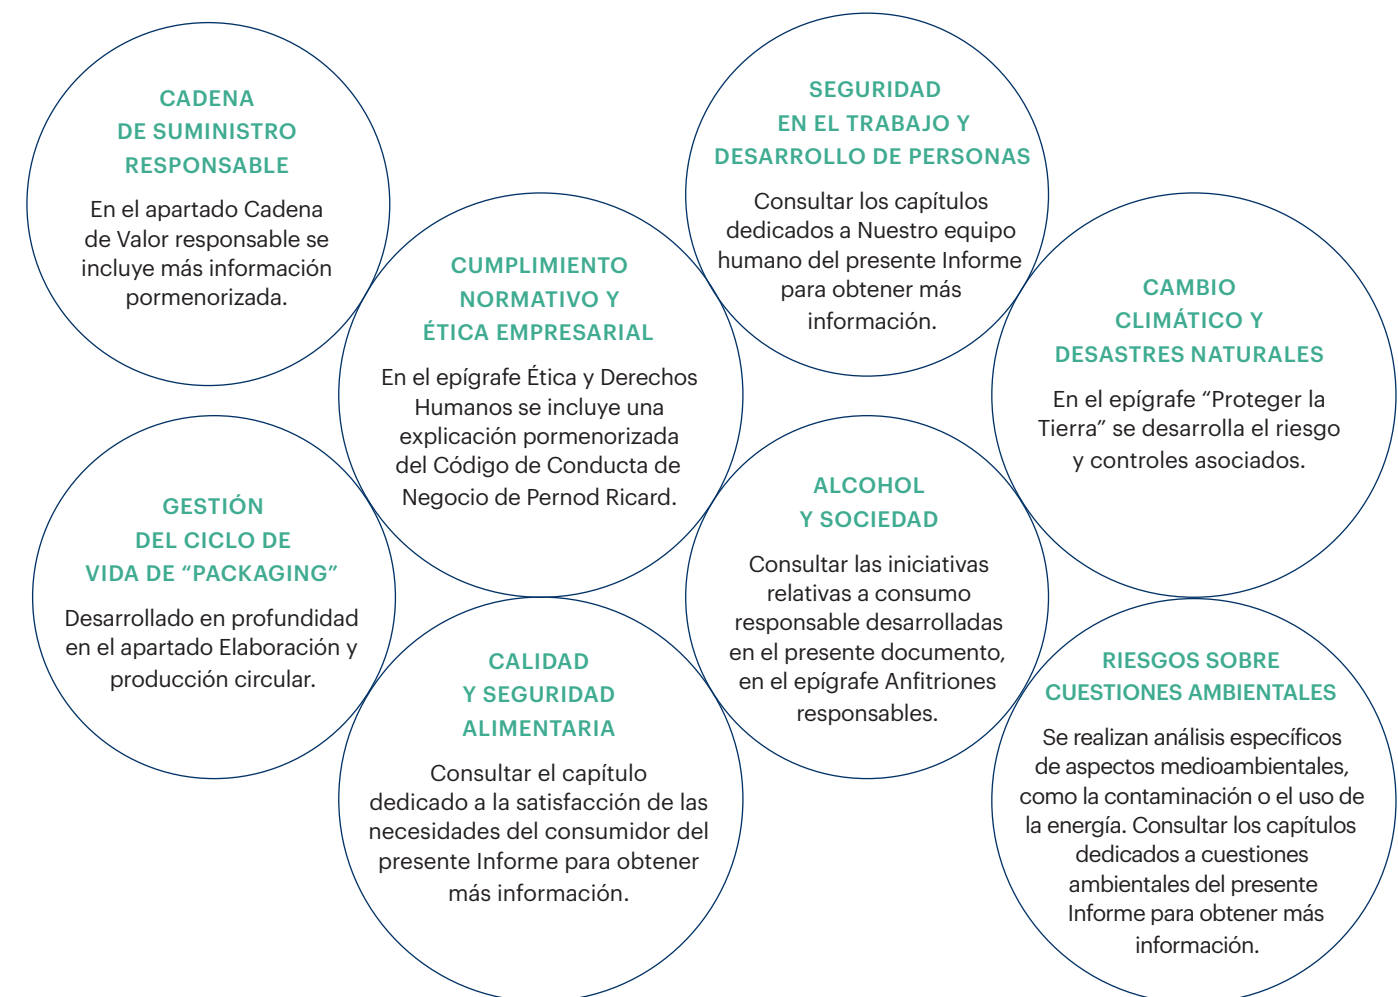 CADENA
DE SUMINISTRO
RESPONSABLE
En el apartado Cadena
de Valor responsable se
incluye más información
pormenorizada.
GESTIÓN
DEL CICLO DE
VIDA DE “PACKAGING”
Desarrollado en profundidad
en el apartado Elaboración y
producción circular.
CUMPLIMIENTO
NORMATIVO Y
ÉTICA EMPRESARIAL
En el epígrafe Ética y Derechos
Humanos se incluye una
explicación pormenorizada
del Código de Conducta de
Negocio de Pernod Ricard.
CALIDAD
Y SEGURIDAD
ALIMENTARIA
Consultar el capítulo
dedicado a la satisfacción de las
necesidades del consumidor del
presente Informe para obtener
más información.
SEGURIDAD
EN EL TRABAJO Y
DESARROLLO DE PERSONAS
Consultar los capítulos
dedicados a Nuestro equipo
humano del presente Informe
para obtener más
información.
ALCOHOL
Y SOCIEDAD
Consultar las iniciativas
relativas a consumo
responsable desarrolladas
en el presente documento,
en el epígrafe Anfitriones
responsables.
CAMBIO
CLIMÁTICO Y
DESASTRES NATURALES
En el epígrafe “Proteger la
Tierra” se desarrolla el riesgo
y controles asociados.
RIESGOS SOBRE
CUESTIONES AMBIENTALES
Se realizan análisis específicos
de aspectos medioambientales,
como la contaminación o el uso de
la energía. Consultar los capítulos
dedicados a cuestiones
ambientales del presente
Informe para obtener más
información.